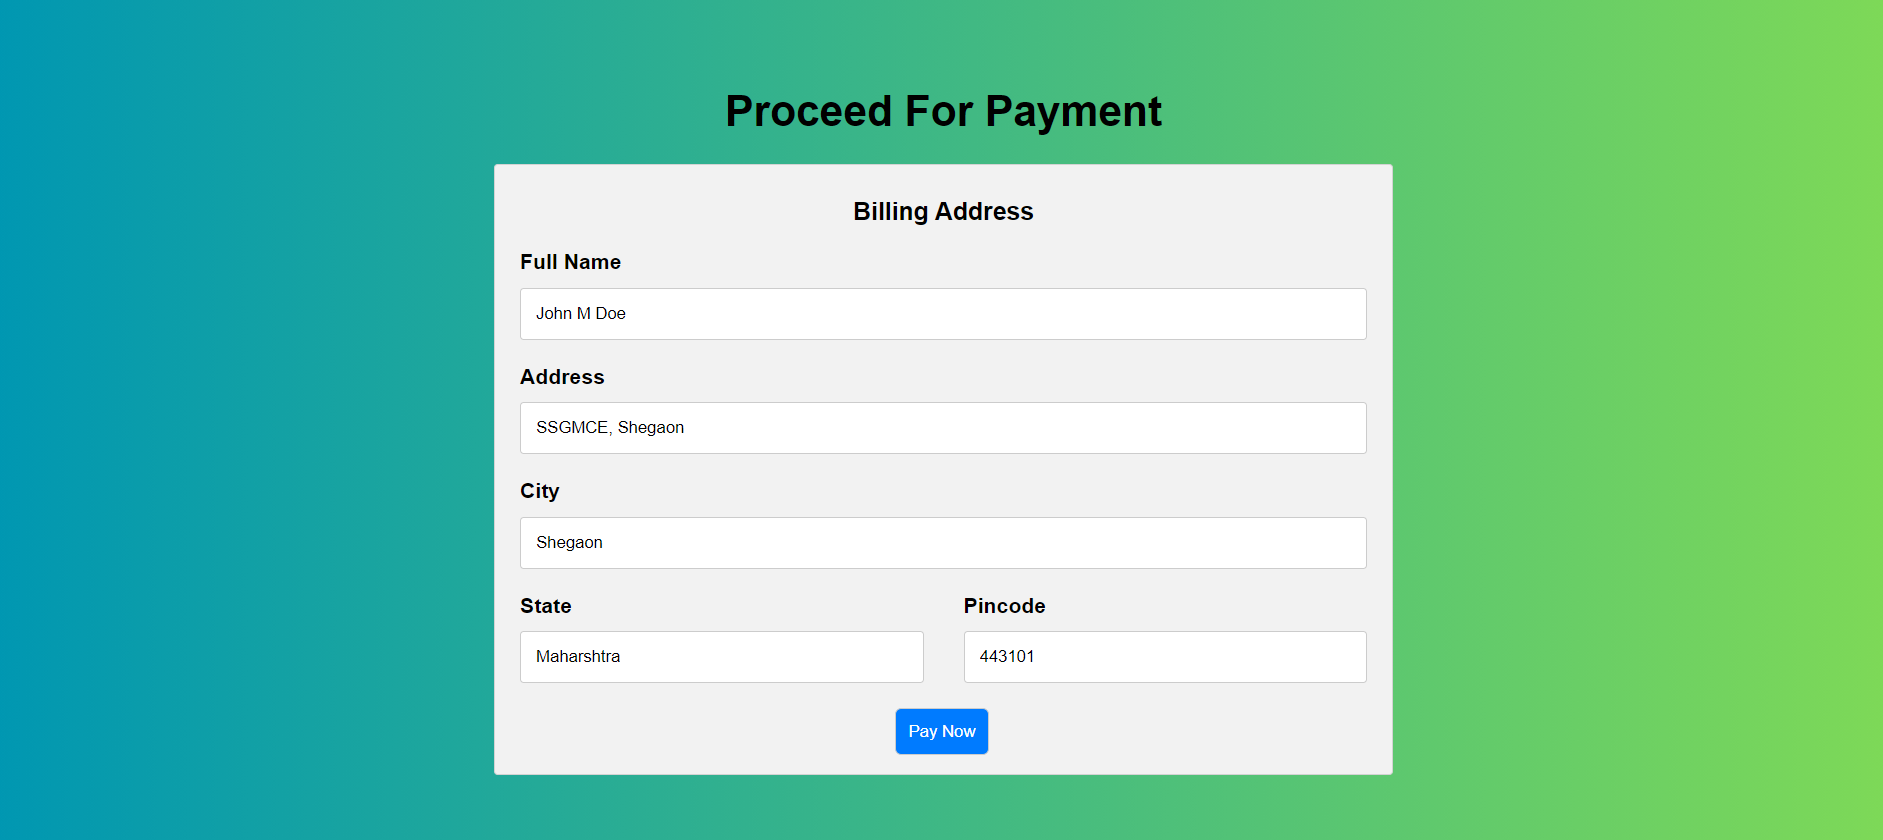 Proceed For Payment
Billing Address
Full Name
John M Doe
Address
SSGMCE, Shegaon
City
Shegaon
State
Pincode
Maharshtra
443101
Pay Now